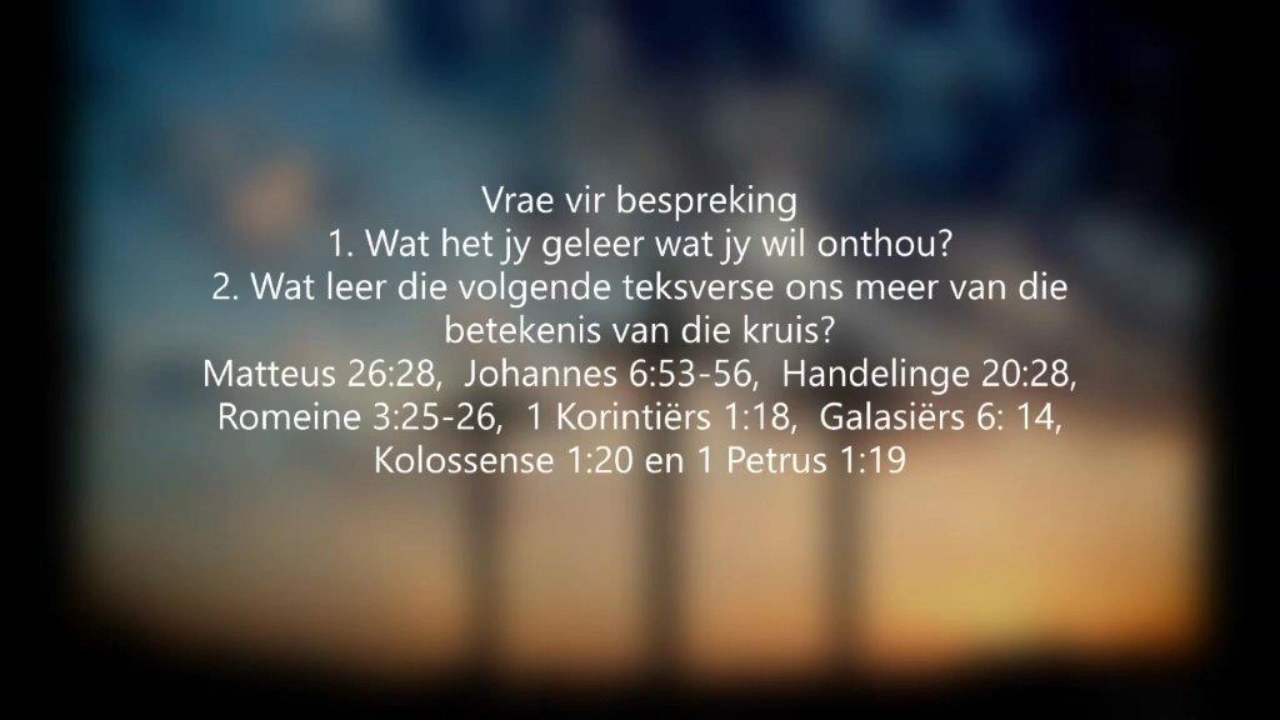 Vrae vir bespreking
1. Wat het jy geleer wat jy wil onthou?
2. Wat leer die volgende teksverse ons meer van die
betekenis van die kruis?
Matteus 26:28,  Johannes 6:53-56,  Handelinge 20:28,
Romeine 3:25-26,  1 Korintiërs 1:18,  Galasiërs 6: 14,
Kolossense 1:20 en 1 Petrus 1:19